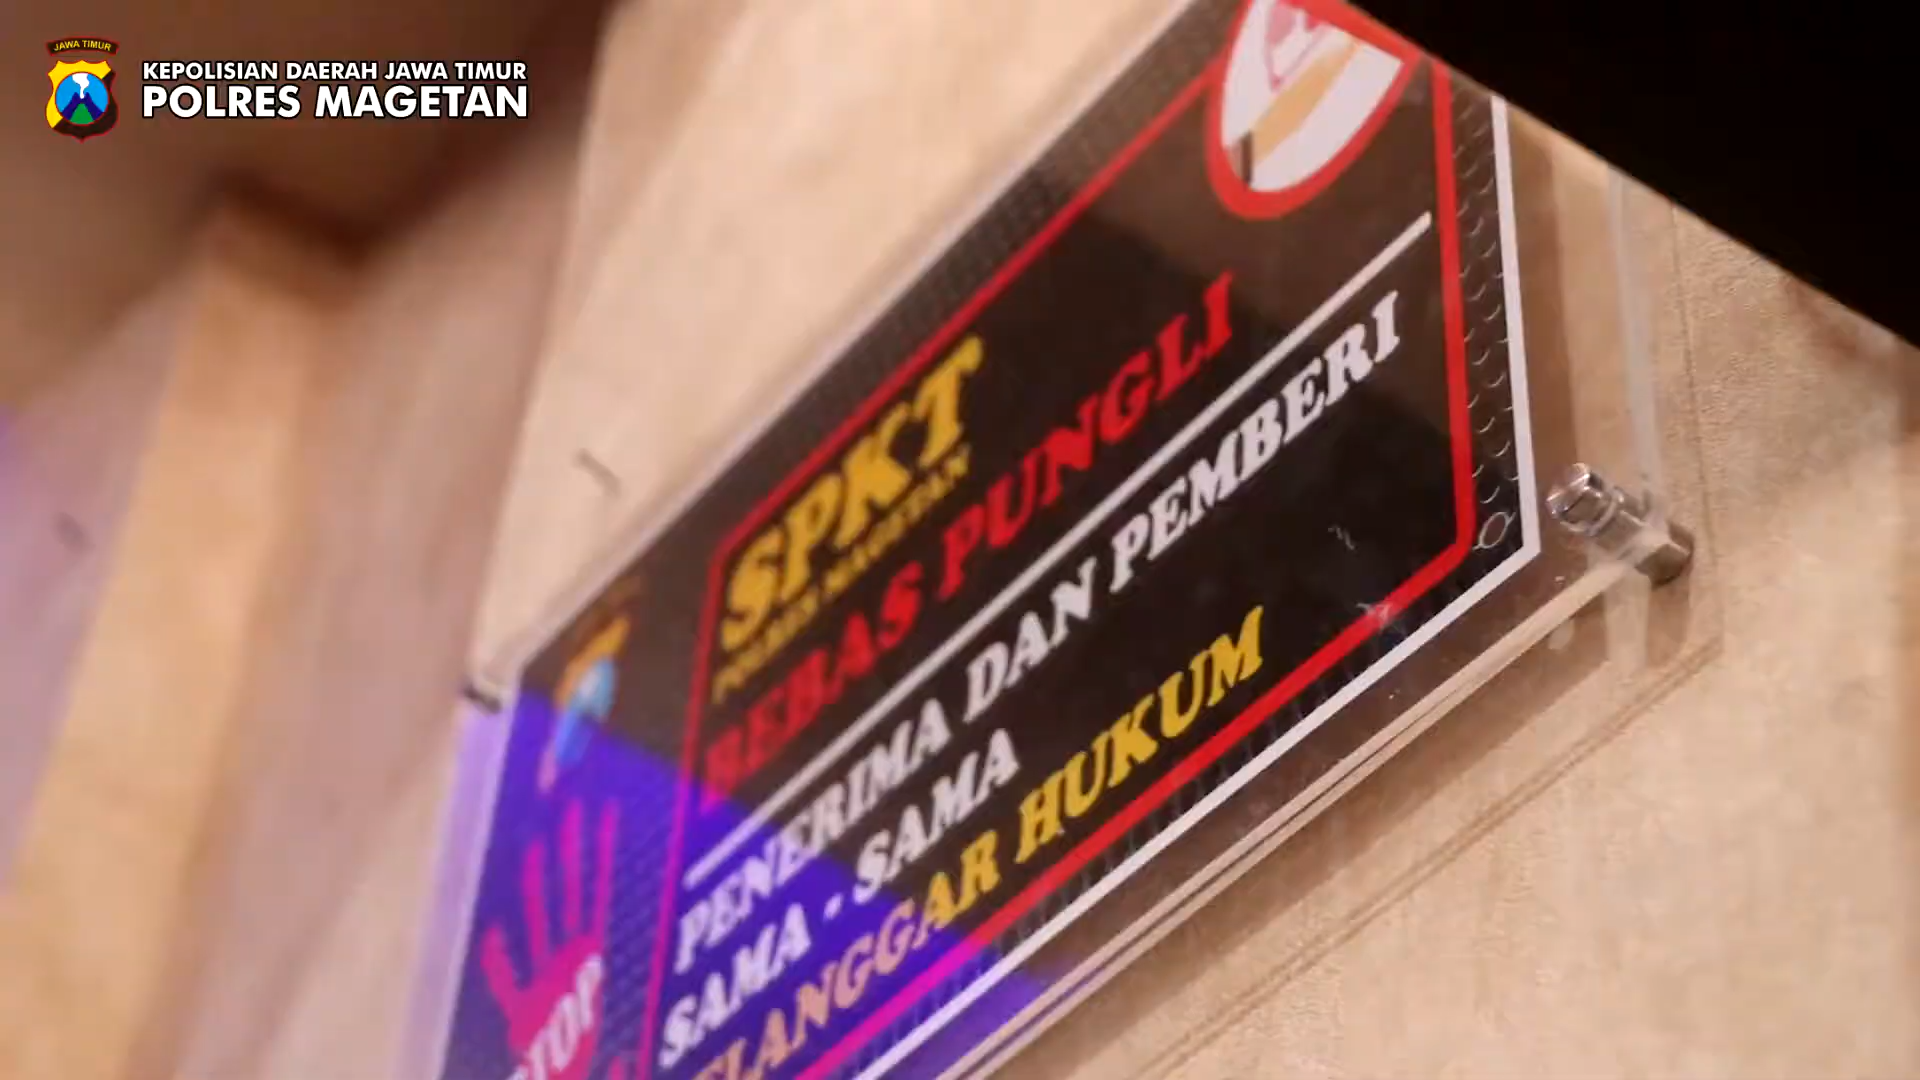 JAWA TIMUR
KEPOLISIAN DAERAH JAWA TIMUR
POLRES MAGETAN
SPKT
POLRES MAGETAN
BEBAS PUNGLI
PENERIMA DAN PEMBERI
SAMA - SAMA
MELANGGAR HUKUM
STOP